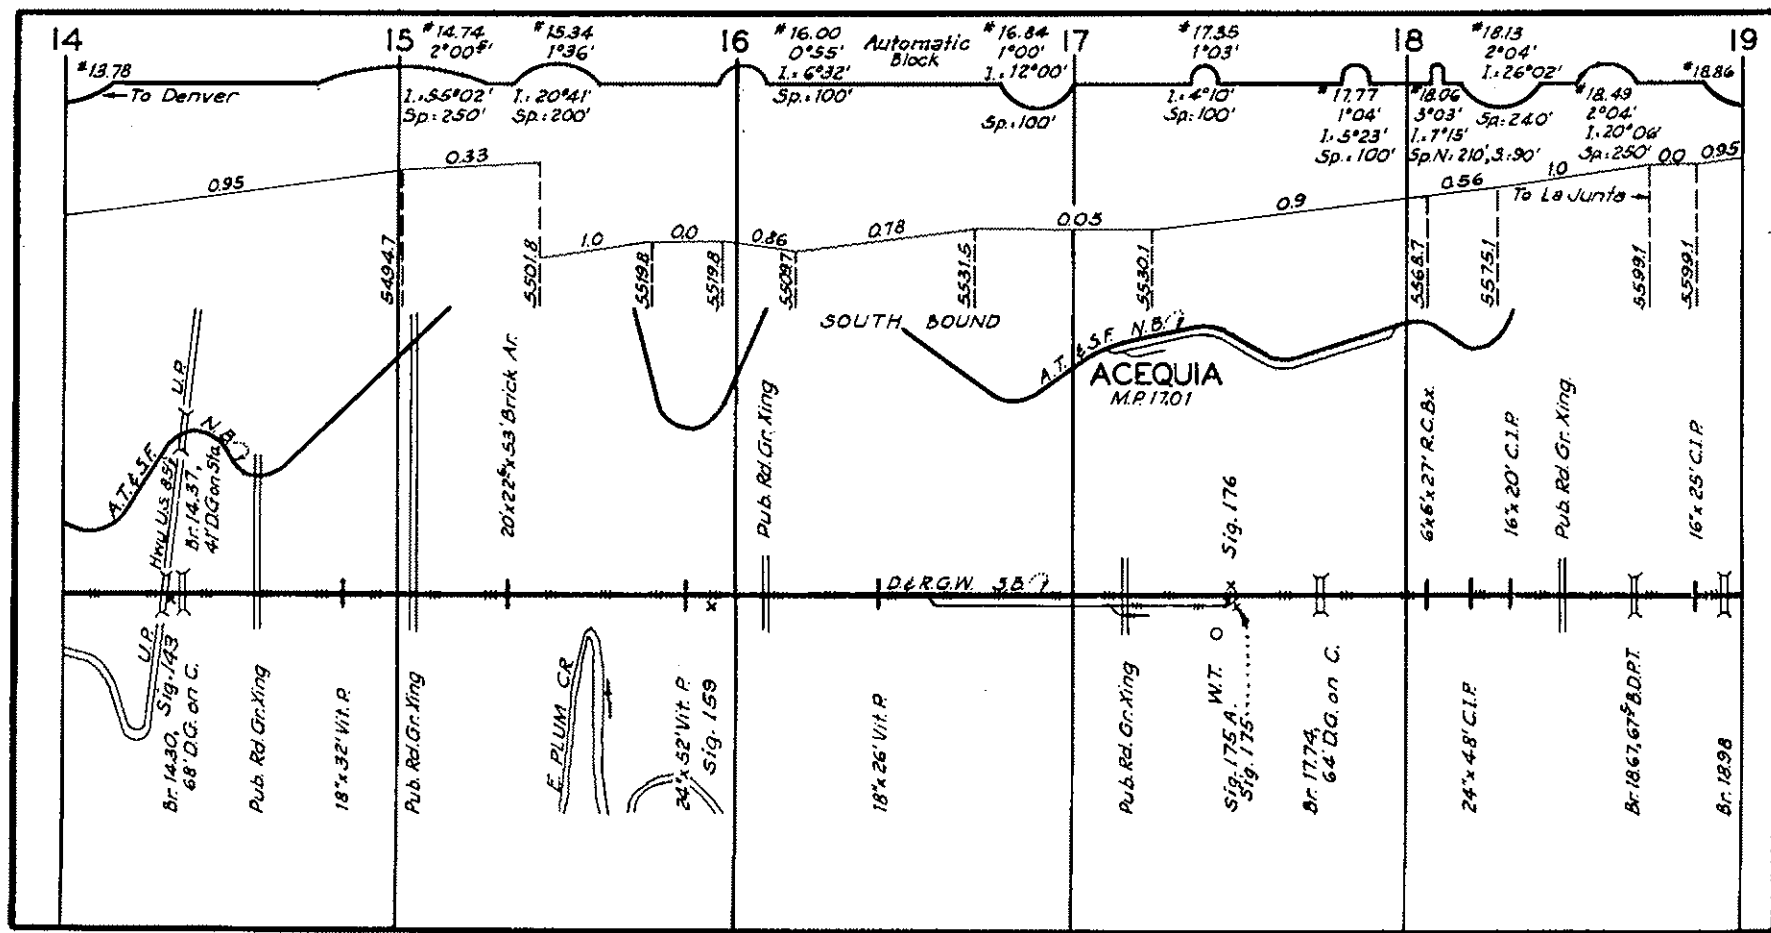 14
15
16
17
18
19
#13.78
To Denver
#14.74
2°00⁵'
I.:55°02'
Sp.:250'
#15.34
1°36'
I.:20°41'
Sp.:200'
#16.00
0°55'
I.:6°32'
Sp.:100'
Automatic
Block
#16.84
1°00'
I.:12°00'
Sp.:100'
#17.35
1°03'
I.:4°10'
Sp.:100'
#17.77
1°04'
I.:5°23'
Sp.:100'
#18.06
3°03'
I.:7°15'
Sp.N:210', S.:90'
#18.13
2°04'
I.:26°02'
Sp.:240'
#18.49
2°04'
I.:20°06'
Sp.:250'
#18.86
0.95
0.33
1.0
0.0
0.86
0.78
0.05
0.9
0.56
1.0
0.0
0.95
To La Junta
5494.7
5501.8
5519.8
5519.8
5509.7
5531.5
5530.1
5568.7
5575.1
5599.1
5599.1
SOUTH BOUND
A.T. & S.F. N.B.
ACEQUIA
M.P. 17.01
A.T. & S.F.
N.B.
U.P.
Hwy U.S. 85
Br. 14.37,
41' D.G. on Sta.
20'x22⁶x53' Brick Ar.
Pub. Rd. Gr. Xing
Sig. 176
6'x6'x27' R.C.Bx.
16"x20' C.I.P.
Pub. Rd. Gr. Xing.
16"x25' C.I.P.
D.& R.G.W. S.B.
U.P.
Br. 14.30,
68' D.G. on C.
Sig. 143
Pub. Rd. Gr. Xing
18"x32' Vit. P.
Pub. Rd. Gr. Xing
E. PLUM CR.
24"x52' Vit. P.
Sig. 159
18"x26' Vit. P.
Pub. Rd. Gr. Xing
W.T.
Sig. 175 A.
Sig. 175
Br. 17.74,
64' D.G. on C.
24"x48' C.I.P.
Br. 18.67, 67⁵' B.D.P.T.
Br. 18.98